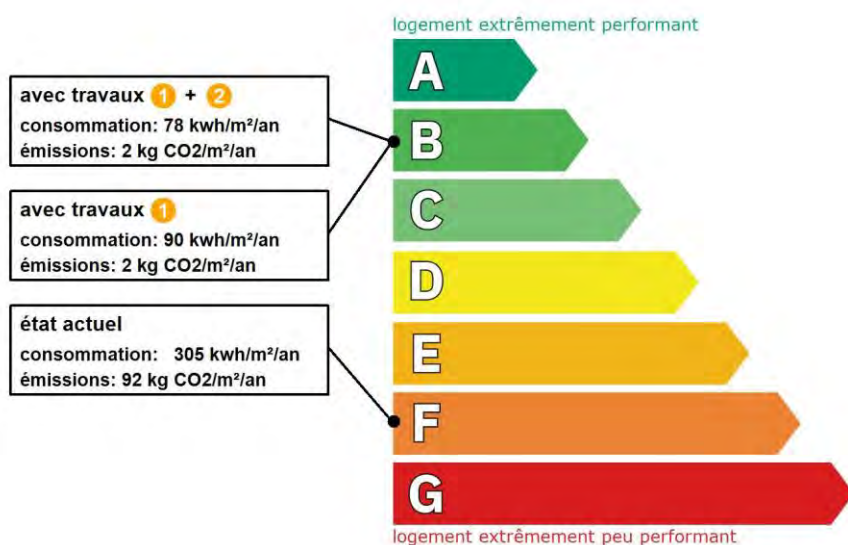 logement extrêmement performant
avec travaux 1 + 2
consommation: 78 kwh/m²/an
émissions: 2 kg CO2/m²/an
avec travaux 1
consommation: 90 kwh/m²/an
émissions: 2 kg CO2/m²/an
état actuel
consommation: 305 kwh/m²/an
émissions: 92 kg CO2/m²/an
A
B
C
D
E
F
G
logement extrêmement peu performant